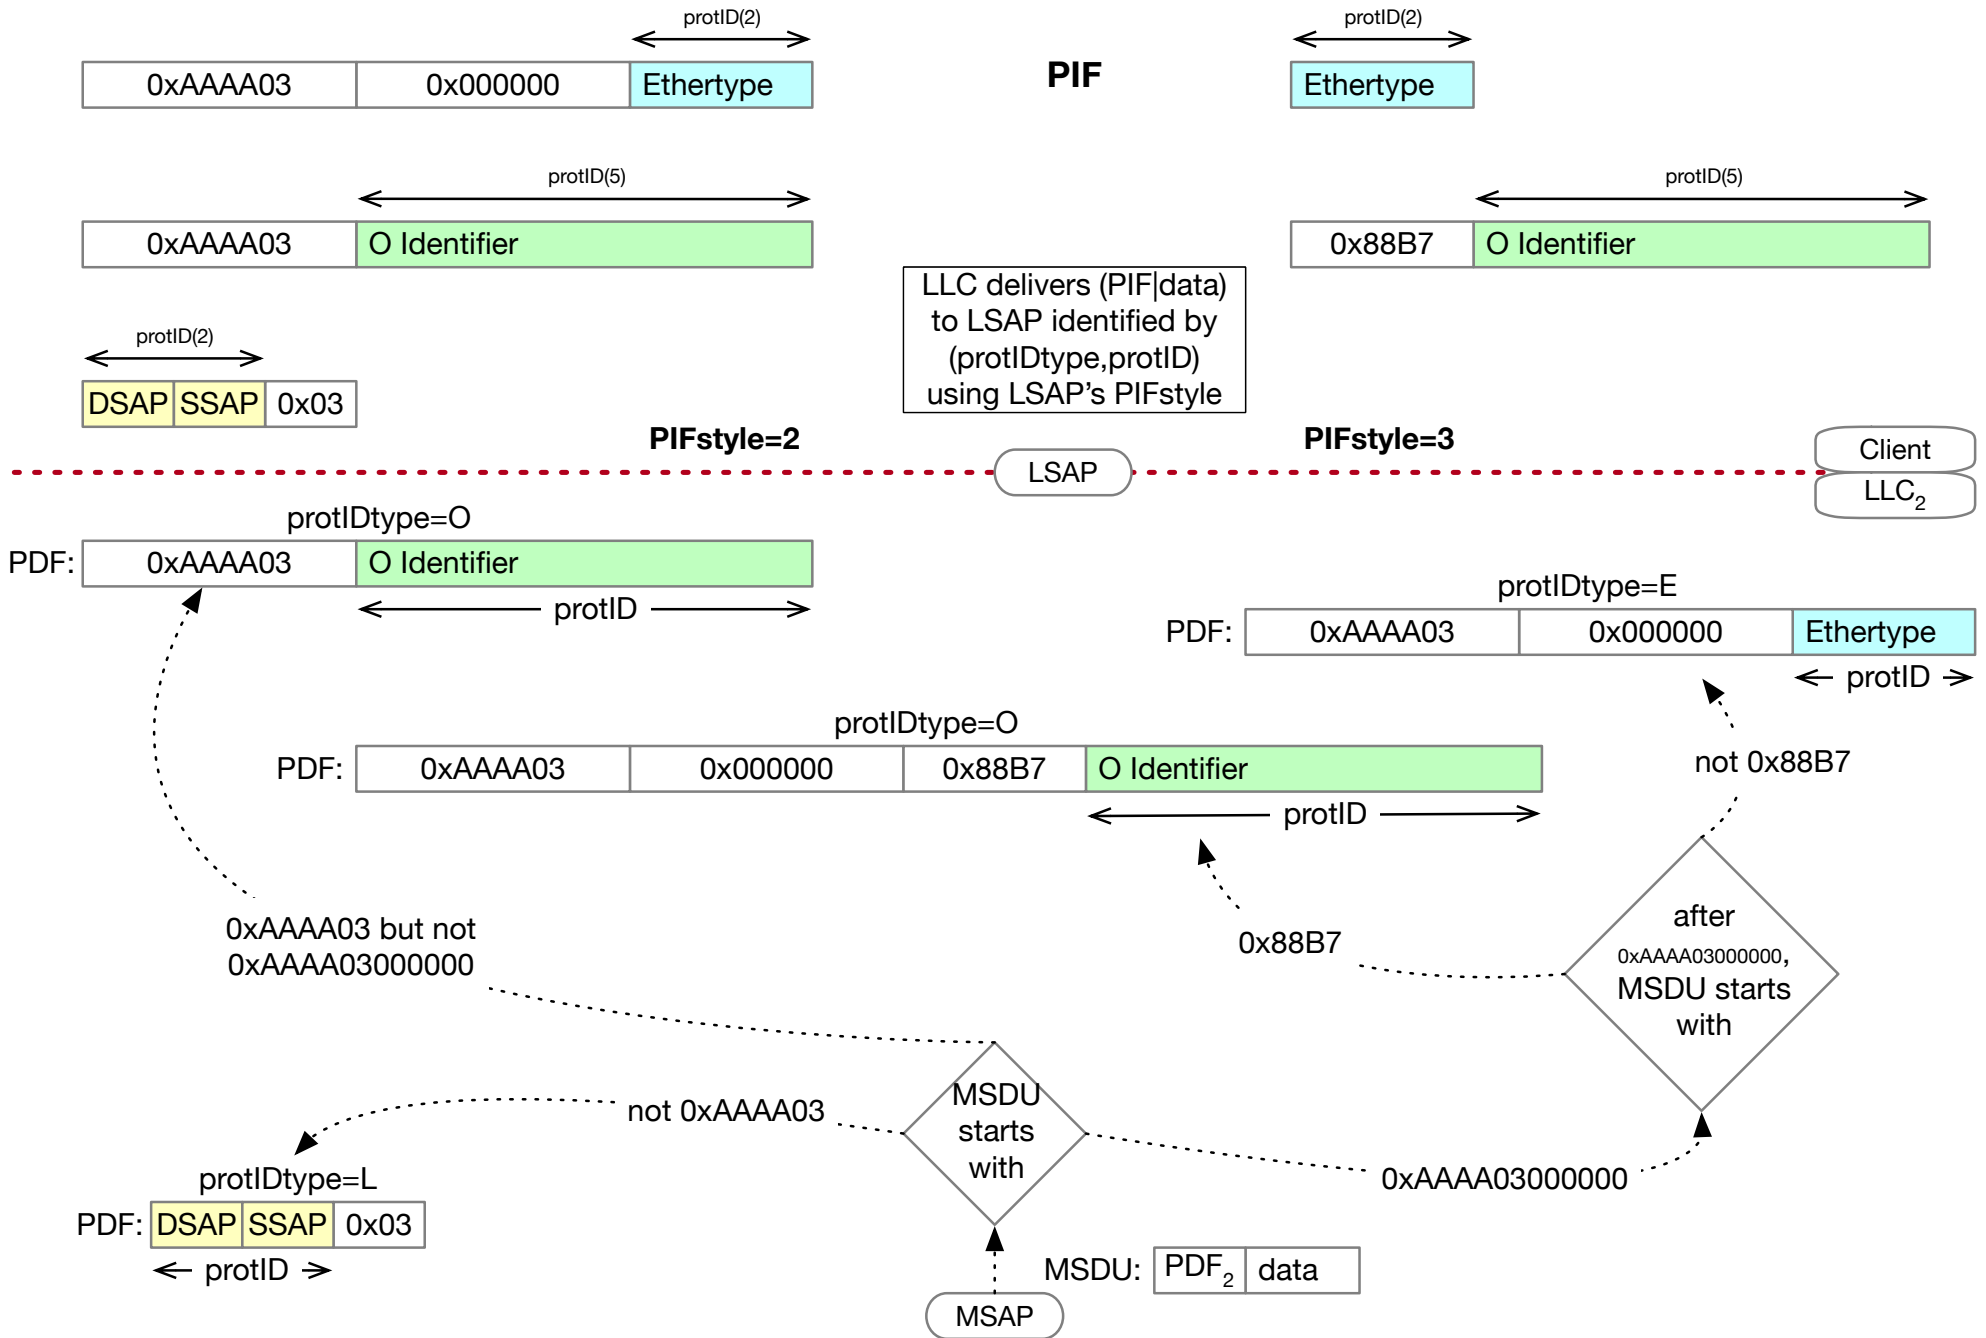 protID(2)
protID(2)
0xAAAA03 0x000000 Ethertype
PIF
Ethertype
protID(5)
protID(5)
0xAAAA03 O Identifier
0x88B7 O Identifier
LLC delivers (PIF|data)
to LSAP identified by
(protIDtype,protID)
using LSAP's PIFstyle
protID(2)
DSAP SSAP 0x03
PIFstyle=2
PIFstyle=3
LSAP
Client
LLC2
protIDtype=O
PDF: 0xAAAA03 O Identifier
protID
protIDtype=E
PDF: 0xAAAA03 0x000000 Ethertype
protID
protIDtype=O
PDF: 0xAAAA03 0x000000 0x88B7 O Identifier
protID
not 0x88B7
0xAAAA03 but not
0xAAAA03000000
0x88B7
after
0xAAAA03000000,
MSDU starts
with
not 0xAAAA03
MSDU
starts
with
0xAAAA03000000
protIDtype=L
PDF: DSAP SSAP 0x03
protID
MSDU: PDF2 data
MSAP